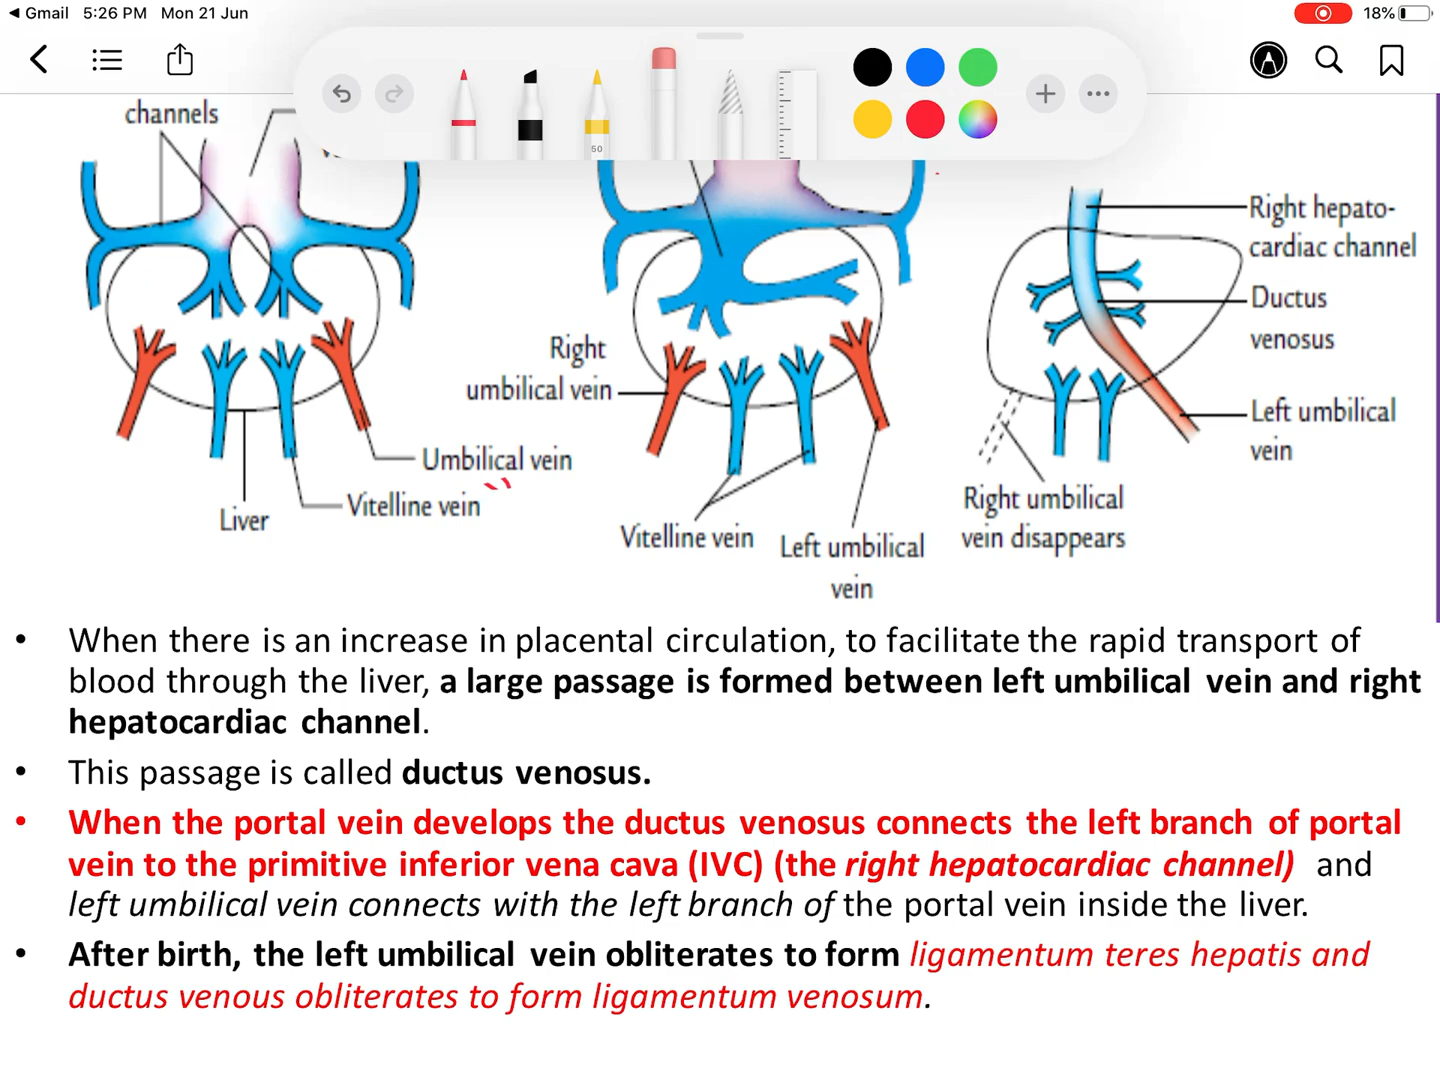 ◀ Gmail 5:26 PM Mon 21 Jun 18%
50
channels
Right hepato-
cardiac channel
Ductus
venosus
Right
umbilical vein
Left umbilical
vein
Umbilical vein
Vitelline vein
Liver
Vitelline vein
Left umbilical
vein
Right umbilical
vein disappears
• When there is an increase in placental circulation, to facilitate the rapid transport of
blood through the liver, a large passage is formed between left umbilical vein and right
hepatocardiac channel.
• This passage is called ductus venosus.
• When the portal vein develops the ductus venosus connects the left branch of portal
vein to the primitive inferior vena cava (IVC) (the right hepatocardiac channel) and
left umbilical vein connects with the left branch of the portal vein inside the liver.
• After birth, the left umbilical vein obliterates to form ligamentum teres hepatis and
ductus venous obliterates to form ligamentum venosum.